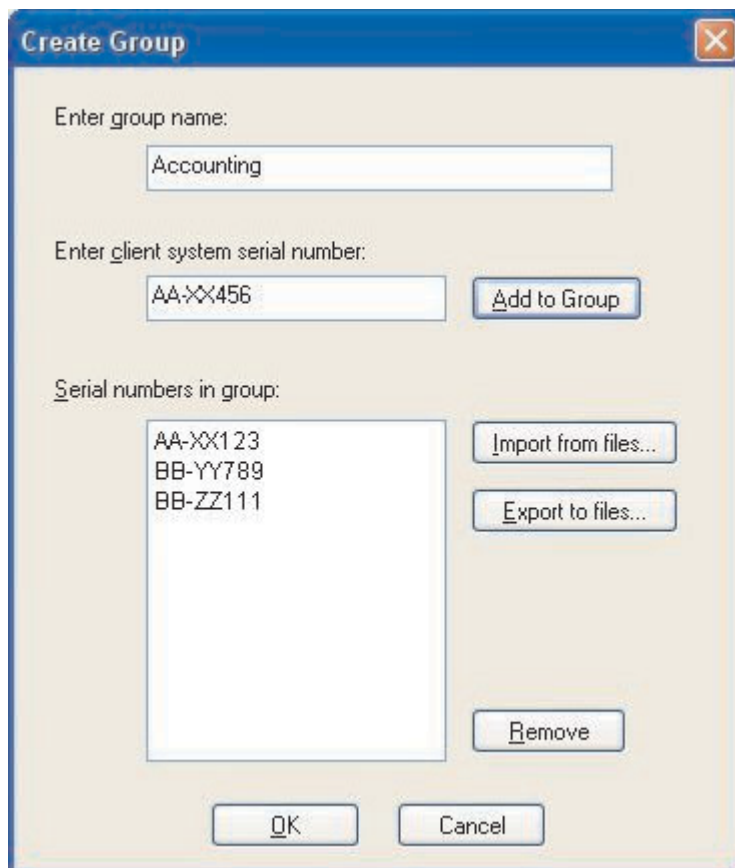 Create Group
Enter group name:
Accounting
Enter client system serial number:
AA-XX456
Add to Group
Serial numbers in group:
AA-XX123
BB-YY789
BB-ZZ111
Import from files...
Export to files...
Remove
OK
Cancel